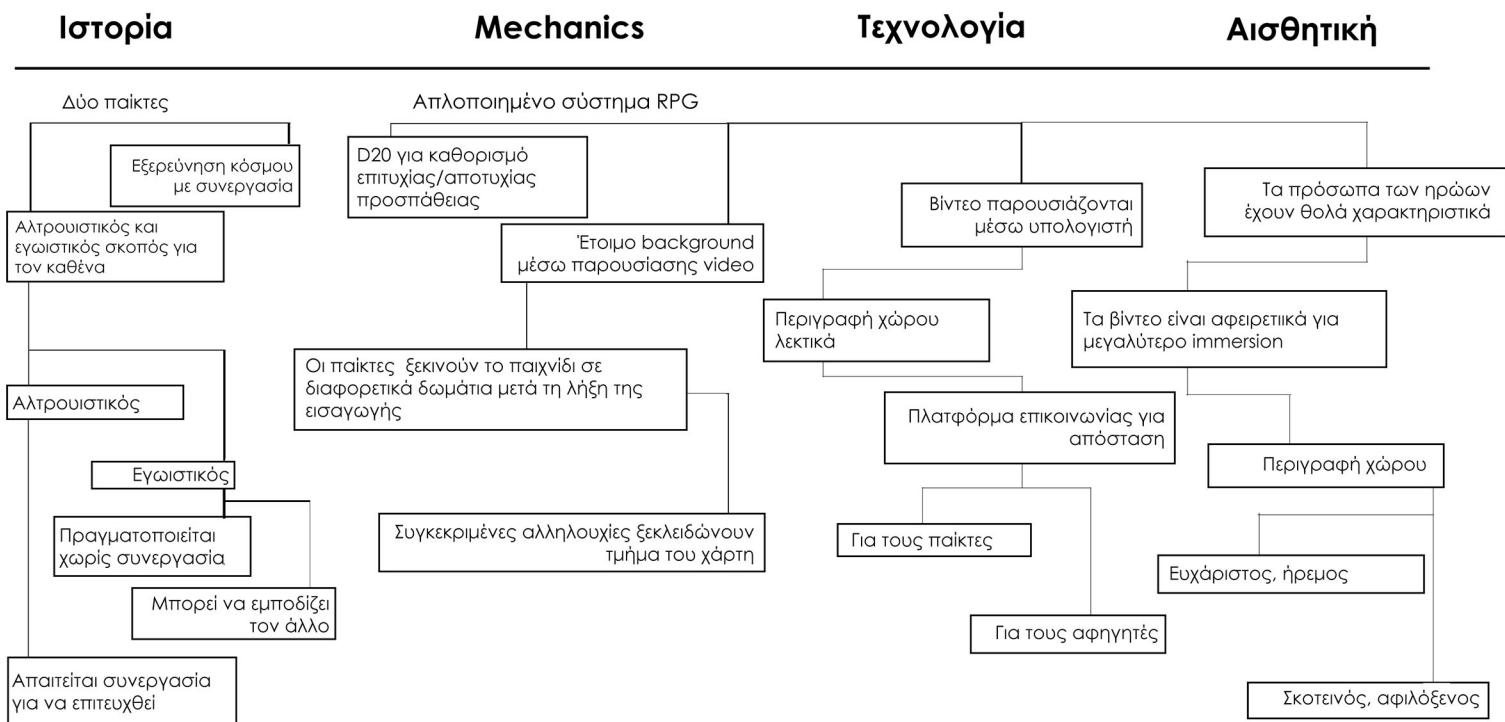 Ιστορία
Mechanics
Τεχνολογία
Αισθητική
Δύο παίκτες
Εξερεύνηση κόσμου
με συνεργασία
Αλτρουιστικός και
εγωιστικός σκοπός για
τον καθένα
Αλτρουιστικός
Εγωιστικός
Πραγματοποιείται
χωρίς συνεργασία
Μπορεί να εμποδίζει
τον άλλο
Απαιτείται συνεργασία
για να επιτευχθεί
Απλοποιημένο σύστημα RPG
D20 για καθορισμό
επιτυχίας/αποτυχίας
προσπάθειας
Έτοιμο background
μέσω παρουσίασης video
Οι παίκτες ξεκινούν το παιχνίδι σε
διαφορετικά δωμάτια μετά τη λήξη της
εισαγωγής
Συγκεκριμένες αλληλουχίες ξεκλειδώνουν
τμήμα του χάρτη
Βίντεο παρουσιάζονται
μέσω υπολογιστή
Περιγραφή χώρου
λεκτικά
Πλατφόρμα επικοινωνίας για
απόσταση
Για τους παίκτες
Για τους αφηγητές
Τα πρόσωπα των ηρώων
έχουν θολά χαρακτηριστικά
Τα βίντεο είναι αφειρετιικά για
μεγαλύτερο immersion
Περιγραφή χώρου
Ευχάριστος, ήρεμος
Σκοτεινός, αφιλόξενος